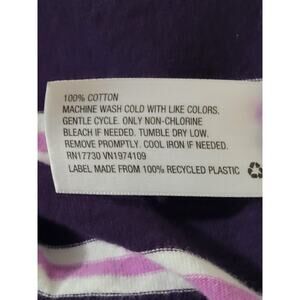 100% COTTON
MACHINE WASH COLD WITH LIKE COLORS.
GENTLE CYCLE. ONLY NON-CHLORINE
BLEACH IF NEEDED. TUMBLE DRY LOW.
REMOVE PROMPTLY. COOL IRON IF NEEDED.
RN17730 VN1974109
LABEL MADE FROM 100% RECYCLED PLASTIC